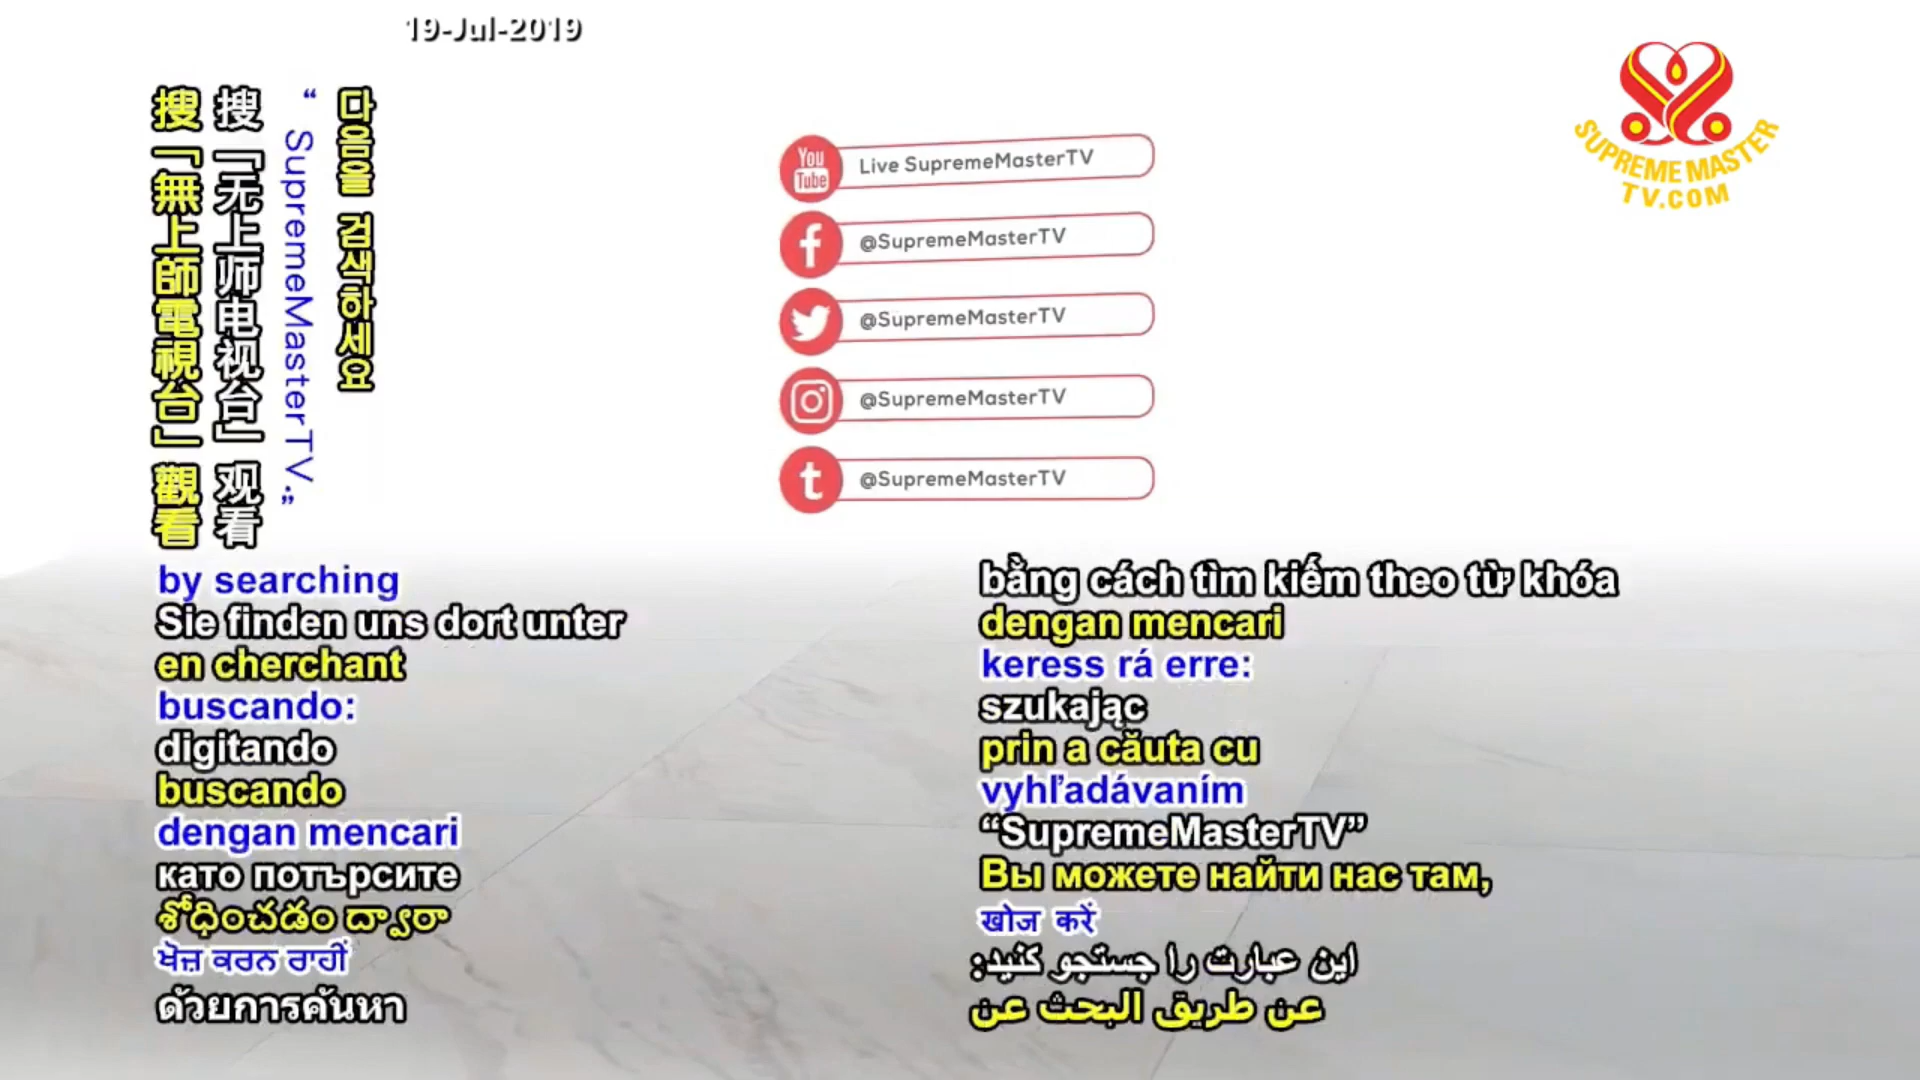 19-Jul-2019
搜「無上師電視台」觀看
搜「无上师电视台」观看
“SupremeMasterTV.”
다음을 검색하세요
You
Tube
Live SupremeMasterTV
@SupremeMasterTV
@SupremeMasterTV
@SupremeMasterTV
@SupremeMasterTV
SUPREME MASTER
TV.COM
by searching
Sie finden uns dort unter
en cherchant
buscando:
digitando
buscando
dengan mencari
като потърсите
శోధించడం ద్వారా
ਖੋਜ਼ ਕਰਨ ਰਾਹੀਂ
ด้วยการค้นหา
bằng cách tìm kiếm theo từ khóa
dengan mencari
keress rá erre:
szukając
prin a căuta cu
vyhľadávaním
“SupremeMasterTV”
Вы можете найти нас там,
खोज करें
این عبارت را جستجو کنید:
عن طريق البحث عن